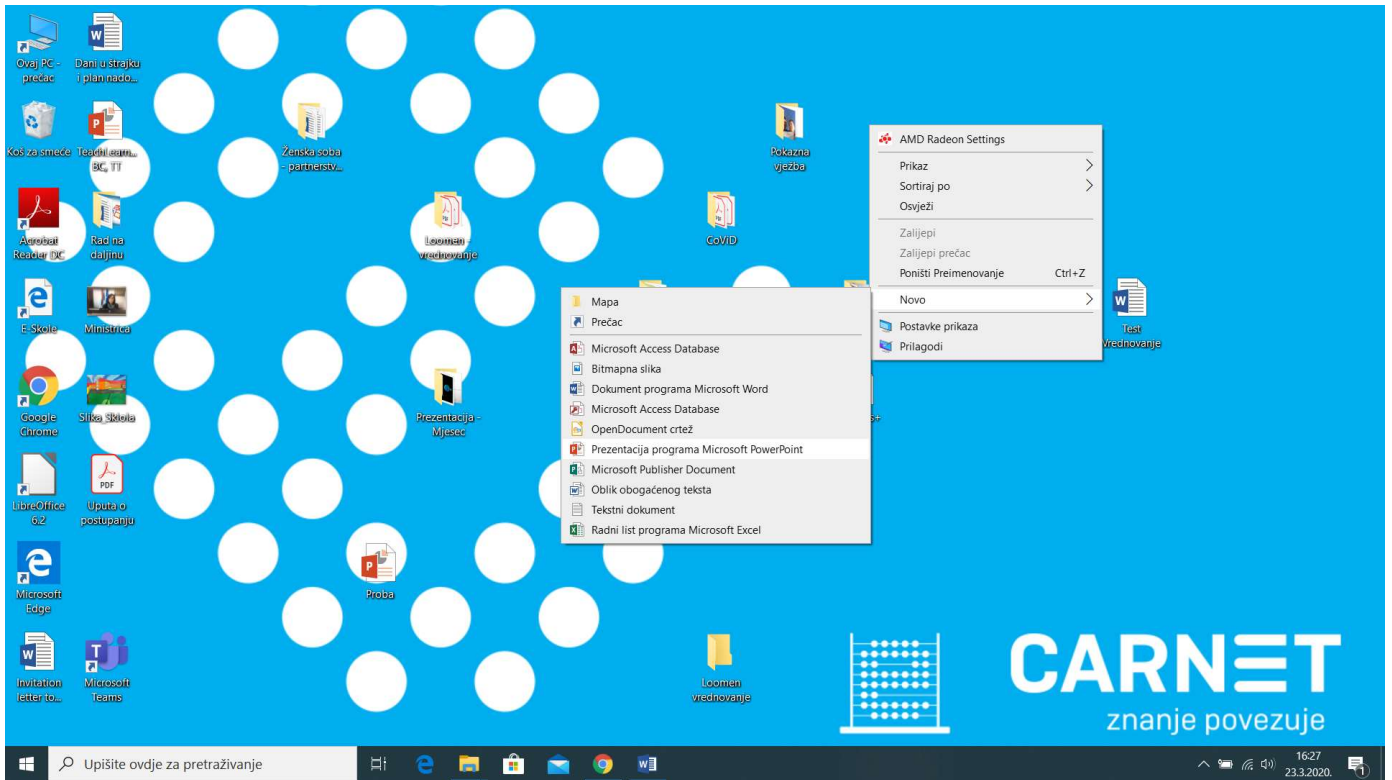 Ovaj PC -
prečac
Dani u strajku
i plan nado...
Koš za smeće
TeachLearn...
BC, TT
Ženska soba
- partnerstv...
Pokazna
vježba
Acrobat
Reader DC
Rad na
daljinu
Loomen -
vrednovanje
CoVID
E-Skole
Ministrica
Test
Vrednovanje
Google
Chrome
Slika_Sklola
Prezentacija -
Mjesec
LibreOffice
6.2
PDF
Uputa o
postupanju
Microsoft
Edge
Proba
Invitation
letter to...
Microsoft
Teams
Loomen
vrednovanje
AMD Radeon Settings
Prikaz
Sortiraj po
Osvježi
Zalijepi
Zalijepi prečac
Poništi Preimenovanje Ctrl+Z
Novo
Postavke prikaza
Prilagodi
Mapa
Prečac
Microsoft Access Database
Bitmapna slika
Dokument programa Microsoft Word
Microsoft Access Database
OpenDocument crtež
Prezentacija programa Microsoft PowerPoint
Microsoft Publisher Document
Oblik obogaćenog teksta
Tekstni dokument
Radni list programa Microsoft Excel
CARNET
znanje povezuje
Upišite ovdje za pretraživanje
16:27
23.3.2020.
1